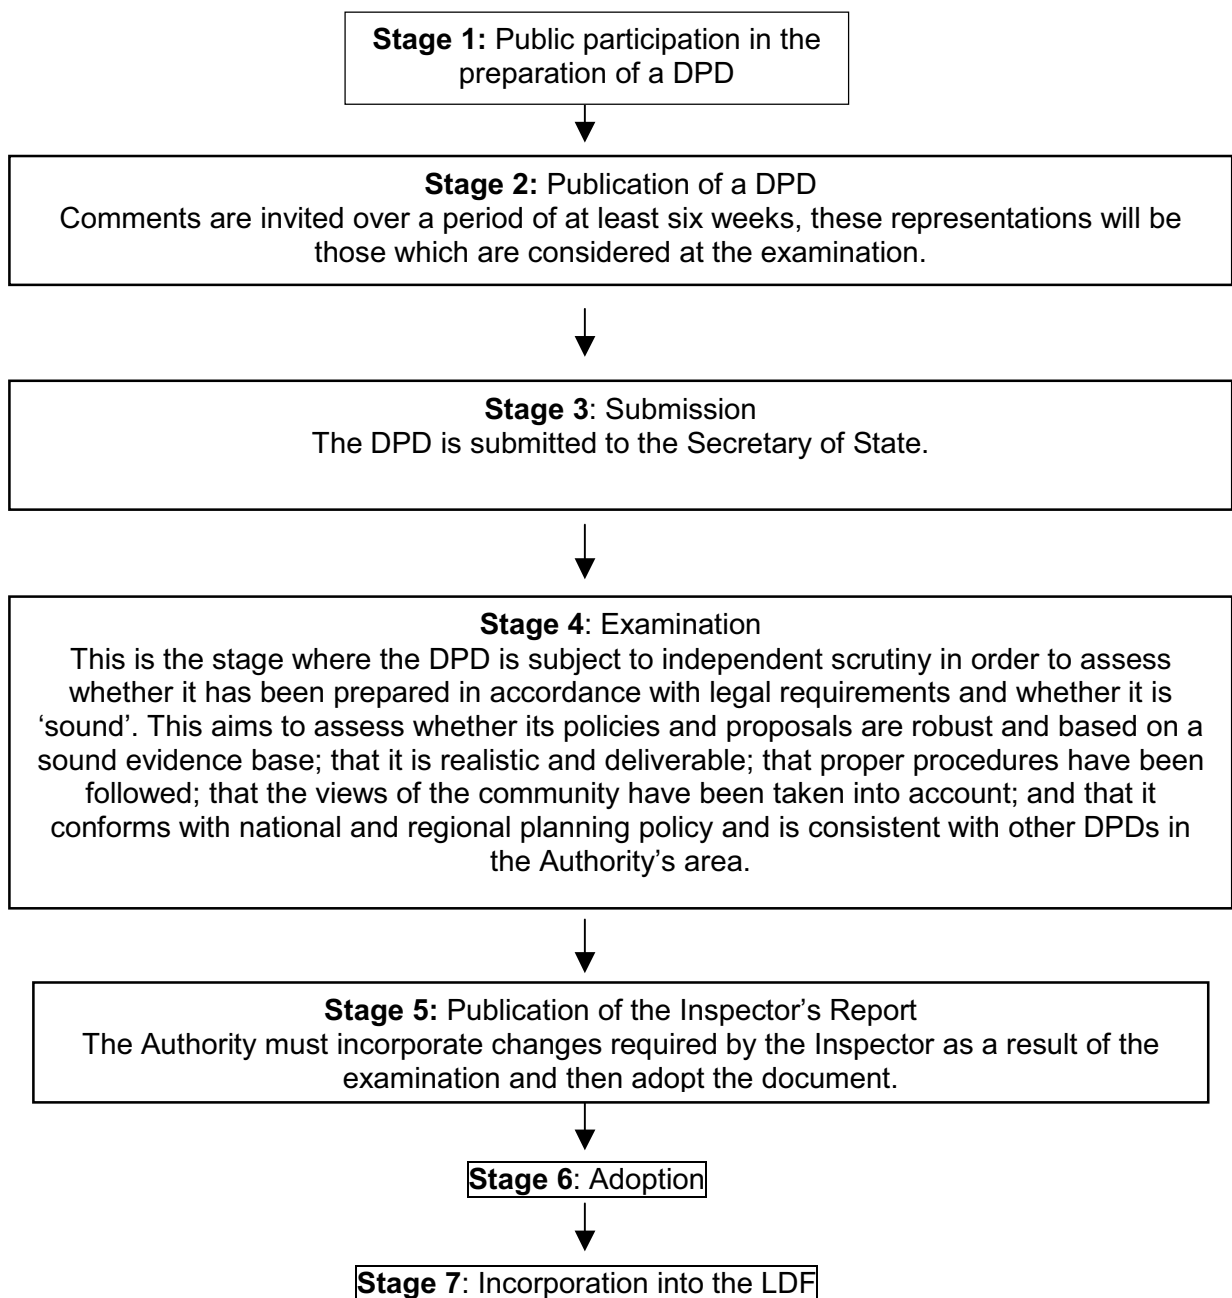 Stage 1: Public participation in the
preparation of a DPD
Stage 2: Publication of a DPD
Comments are invited over a period of at least six weeks, these representations will be
those which are considered at the examination.
Stage 3: Submission
The DPD is submitted to the Secretary of State.
Stage 4: Examination
This is the stage where the DPD is subject to independent scrutiny in order to assess
whether it has been prepared in accordance with legal requirements and whether it is
‘sound’. This aims to assess whether its policies and proposals are robust and based on a
sound evidence base; that it is realistic and deliverable; that proper procedures have been
followed; that the views of the community have been taken into account; and that it
conforms with national and regional planning policy and is consistent with other DPDs in
the Authority’s area.
Stage 5: Publication of the Inspector’s Report
The Authority must incorporate changes required by the Inspector as a result of the
examination and then adopt the document.
Stage 6: Adoption
Stage 7: Incorporation into the LDF